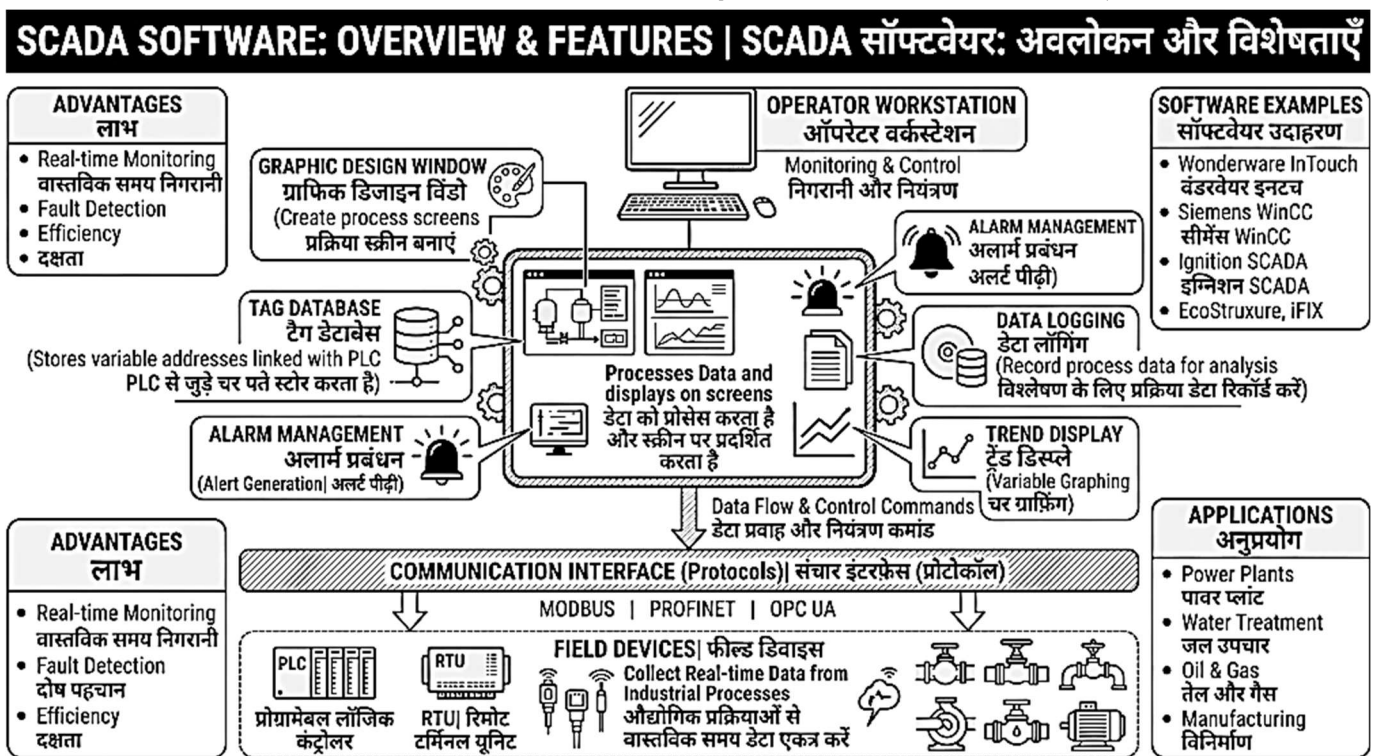 SCADA SOFTWARE: OVERVIEW & FEATURES | SCADA सॉफ्टवेयर: अवलोकन और विशेषताएँ
ADVANTAGES
लाभ
• Real-time Monitoring
वास्तविक समय निगरानी
• Fault Detection
• Efficiency
• दक्षता
GRAPHIC DESIGN WINDOW
ग्राफिक डिजाइन विंडो
(Create process screens
प्रक्रिया स्क्रीन बनाएं
OPERATOR WORKSTATION
ऑपरेटर वर्कस्टेशन
Monitoring & Control
निगरानी और नियंत्रण
SOFTWARE EXAMPLES
सॉफ्टवेयर उदाहरण
• Wonderware InTouch
वंडरवेयर इनटच
• Siemens WinCC
सीमेंस WinCC
• Ignition SCADA
इग्निशन SCADA
• EcoStruxure, iFIX
ALARM MANAGEMENT
अलार्म प्रबंधन
अलर्ट पीढ़ी)
TAG DATABASE
टैग डेटाबेस
(Stores variable addresses linked with PLC
PLC से जुड़े चर पते स्टोर करता है)
DATA LOGGING
डेटा लॉगिंग
(Record process data for analysis
विश्लेषण के लिए प्रक्रिया डेटा रिकॉर्ड करें)
Processes Data and
displays on screens
डेटा को प्रोसेस करता है
और स्क्रीन पर प्रदर्शित
करता है
ALARM MANAGEMENT
अलार्म प्रबंधन
(Alert Generation| अलर्ट पीढ़ी)
TREND DISPLAY
ट्रेंड डिस्प्ले
(Variable Graphing
चर ग्राफ़िंग)
Data Flow & Control Commands
डेटा प्रवाह और नियंत्रण कमांड
ADVANTAGES
लाभ
• Real-time Monitoring
वास्तविक समय निगरानी
• Fault Detection
दोष पहचान
• Efficiency
दक्षता
COMMUNICATION INTERFACE (Protocols)| संचार इंटरफ़ेस (प्रोटोकॉल)
MODBUS | PROFINET | OPC UA
FIELD DEVICES| फील्ड डिवाइस
PLC
प्रोग्रामेबल लॉजिक
कंट्रोलर
RTU
RTU| रिमोट
टर्मिनल यूनिट
Collect Real-time Data from
Industrial Processes
औद्योगिक प्रक्रियाओं से
वास्तविक समय डेटा एकत्र करें
APPLICATIONS
अनुप्रयोग
• Power Plants
पावर प्लांट
• Water Treatment
जल उपचार
• Oil & Gas
तेल और गैस
• Manufacturing
विनिर्माण